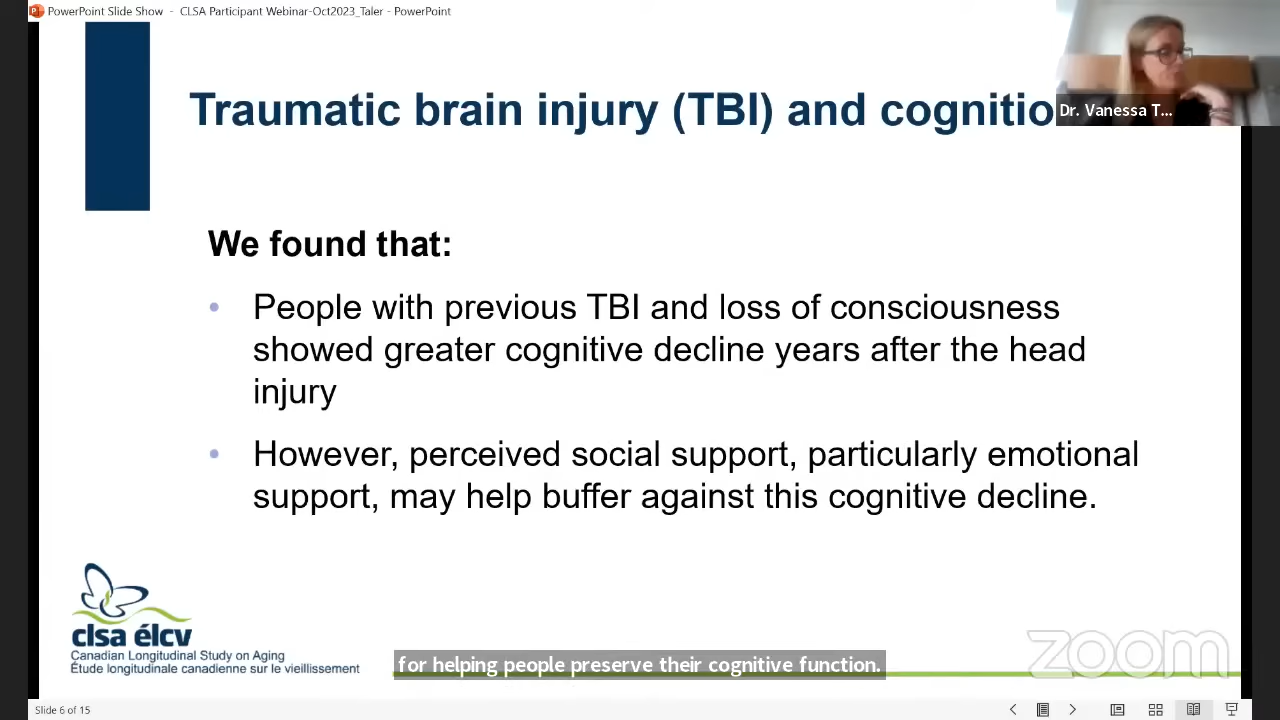 PowerPoint Slide Show - CLSA Participant Webinar-Oct2023_Taler - PowerPoint
Traumatic brain injury (TBI) and cognitio
Dr. Vanessa T...
We found that:
• People with previous TBI and loss of consciousness
showed greater cognitive decline years after the head
injury
• However, perceived social support, particularly emotional
support, may help buffer against this cognitive decline.
clsa élcv
Canadian Longitudinal Study on Aging
Étude longitudinale canadienne sur le vieillissement
for helping people preserve their cognitive function.
zoom
Slide 6 of 15